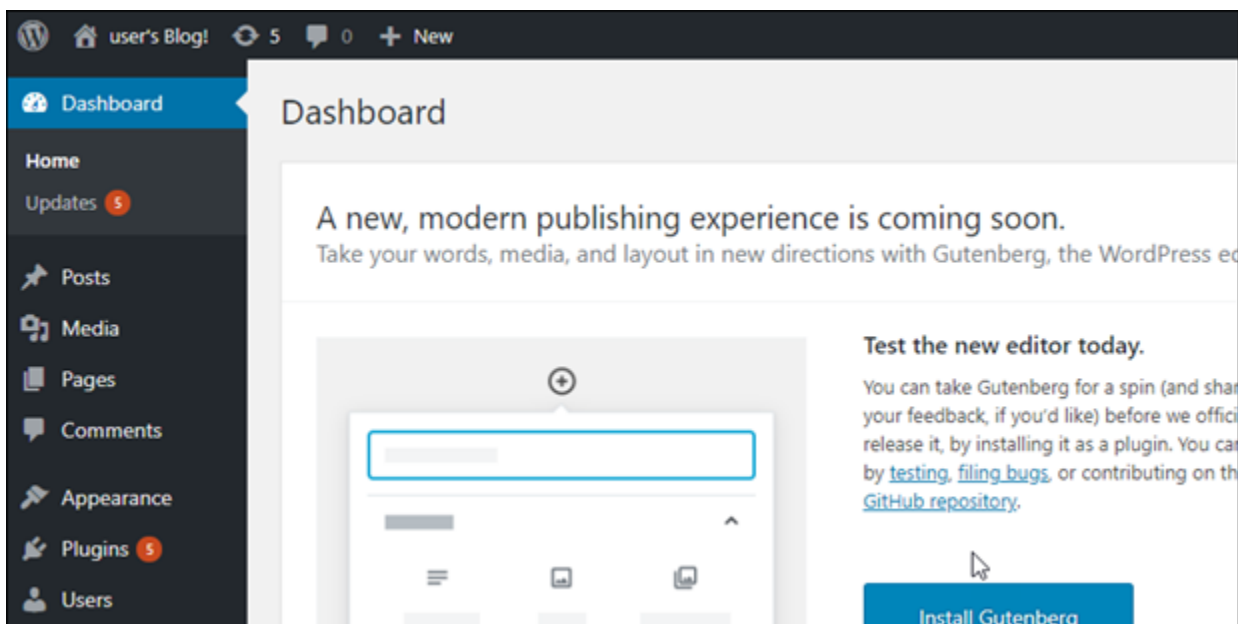 user's Blog! 5 0 + New
Dashboard
Home
Updates 5
Posts
Media
Pages
Comments
Appearance
Plugins 5
Users
Dashboard
A new, modern publishing experience is coming soon.
Take your words, media, and layout in new directions with Gutenberg, the WordPress
Test the new editor today.
You can take Gutenberg for a spin (and
your feedback, if you'd like) before we
release it, by installing it as a plugin. You
by testing, filing bugs, or contributing on
GitHub repository.
Install Gutenberg